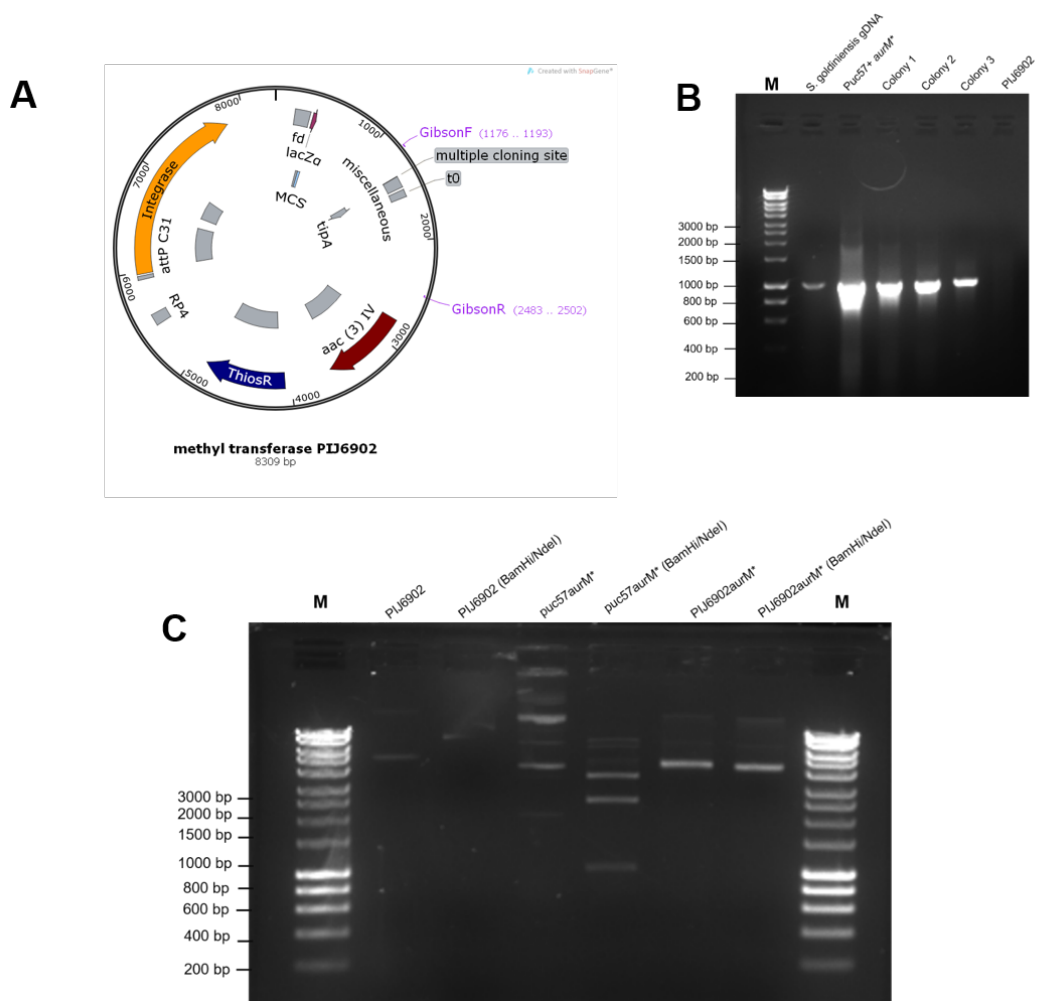 A
Created with SnapGene®
8000
1000
2000
3000
4000
5000
6000
7000
fd
lacZα
MCS
tipA
miscellaneous
GibsonF (1176 .. 1193)
multiple cloning site
t0
GibsonR (2483 .. 2502)
aac (3) IV
ThiosR
RP4
attP C31
Integrase
methyl transferase PIJ6902
8309 bp
B
M
S. goldiniensis gDNA
Puc57+ aurM*
Colony 1
Colony 2
Colony 3
PIJ6902
3000 bp
2000 bp
1500 bp
1000 bp
800 bp
600 bp
400 bp
200 bp
C
M
PIJ6902
PIJ6902 (BamHi/NdeI)
puc57aurM*
puc57aurM* (BamHi/NdeI)
PIJ6902aurM*
PIJ6902aurM* (BamHi/NdeI)
M
3000 bp
2000 bp
1500 bp
1000 bp
800 bp
600 bp
400 bp
200 bp